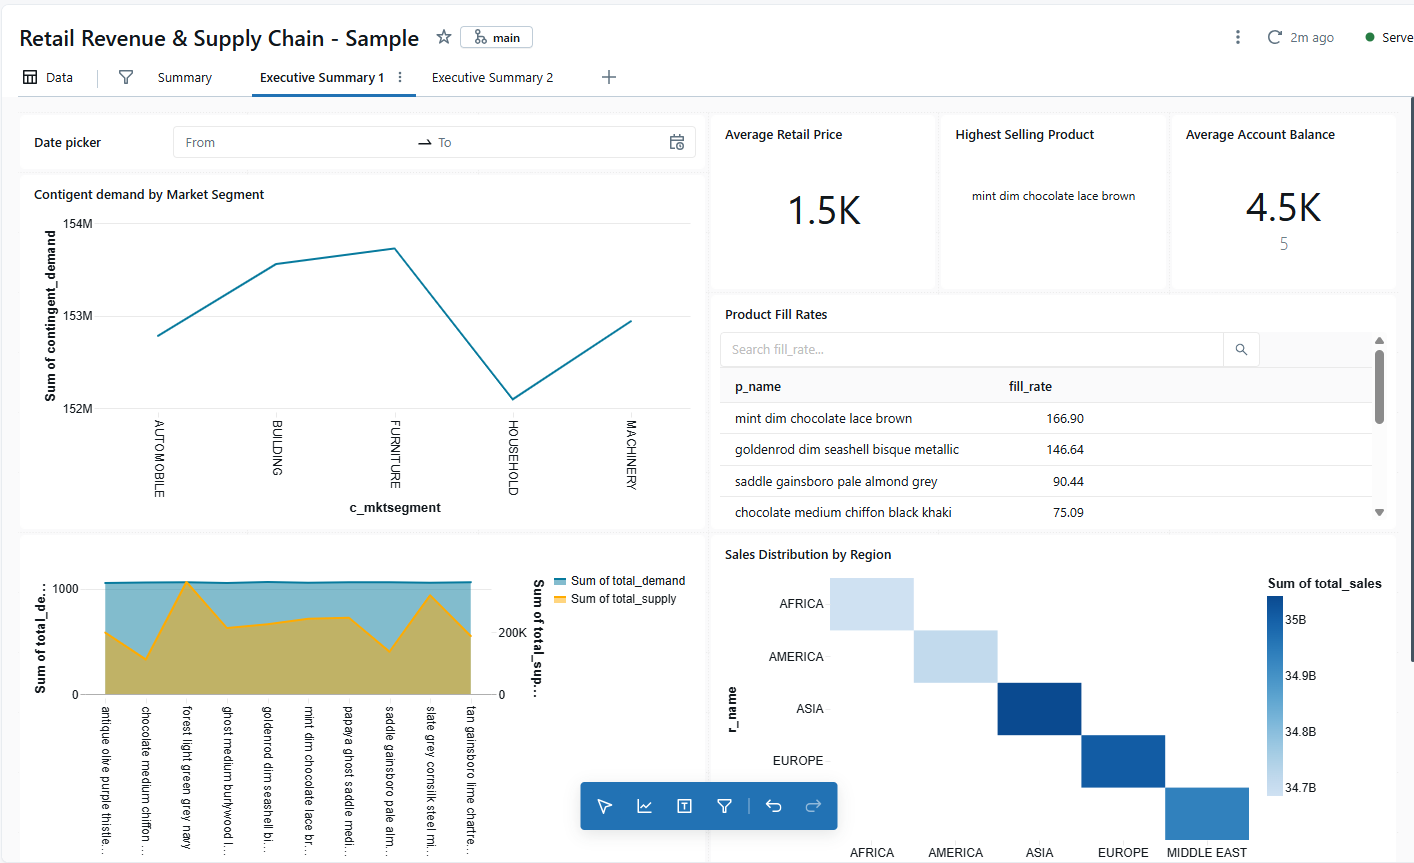 Retail Revenue & Supply Chain - Sample
main
2m ago
Serve
Data
Summary
Executive Summary 1
Executive Summary 2
Date picker
From
To
Average Retail Price
1.5K
Highest Selling Product
mint dim chocolate lace brown
Average Account Balance
4.5K
5
Contigent demand by Market Segment
Sum of contingent_demand
154M
153M
152M
AUTOMOBILE
BUILDING
FURNITURE
HOUSEHOLD
MACHINERY
c_mktsegment
Product Fill Rates
Search fill_rate...
p_name fill_rate
mint dim chocolate lace brown 166.90
goldenrod dim seashell bisque metallic 146.64
saddle gainsboro pale almond grey 90.44
chocolate medium chiffon black khaki 75.09
Sum of total_de...
1000
0
Sum of total_sup...
200K
0
Sum of total_demand
Sum of total_supply
antique olive purple thistle...
chocolate medium chiffon ...
forest light green grey navy
ghost medium burlywood l...
goldenrod dim seashell bi...
mint dim chocolate lace br...
papaya ghost saddle medi...
saddle gainsboro pale alm...
slate grey cornsilk steel mi...
tan gainsboro lime chartre...
Sales Distribution by Region
r_name
AFRICA
AMERICA
ASIA
EUROPE
AFRICA
AMERICA
ASIA
EUROPE
MIDDLE EAST
Sum of total_sales
35B
34.9B
34.8B
34.7B